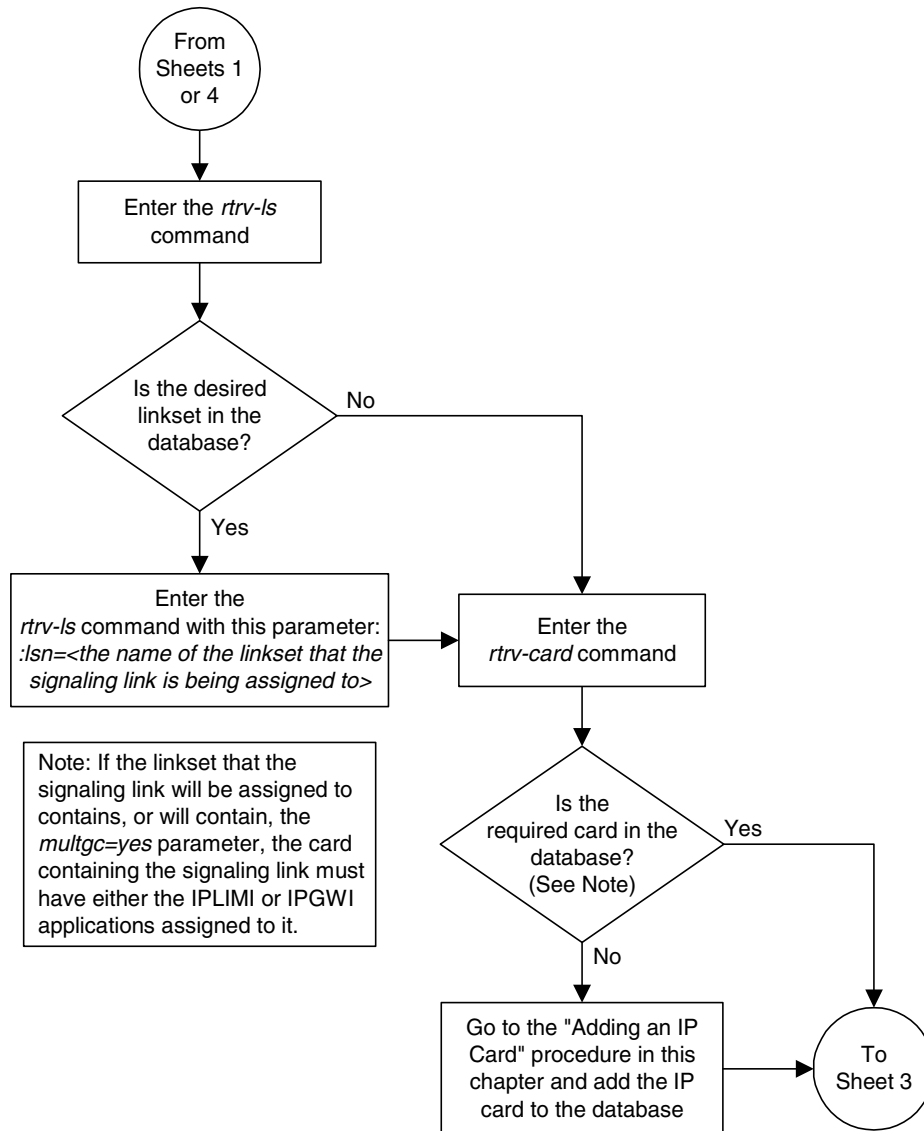 From
Sheets 1
or 4
Enter the rtrv-ls
command
Is the desired
linkset in the
database?
No
Yes
Enter the
rtrv-ls command with this parameter:
:lsn=<the name of the linkset that the
signaling link is being assigned to>
Enter the
rtrv-card command
Note: If the linkset that the
signaling link will be assigned to
contains, or will contain, the
multgc=yes parameter, the card
containing the signaling link must
have either the IPLIMI or IPGWI
applications assigned to it.
Is the
required card in the
database?
(See Note)
Yes
No
Go to the "Adding an IP
Card" procedure in this
chapter and add the IP
card to the database
To
Sheet 3